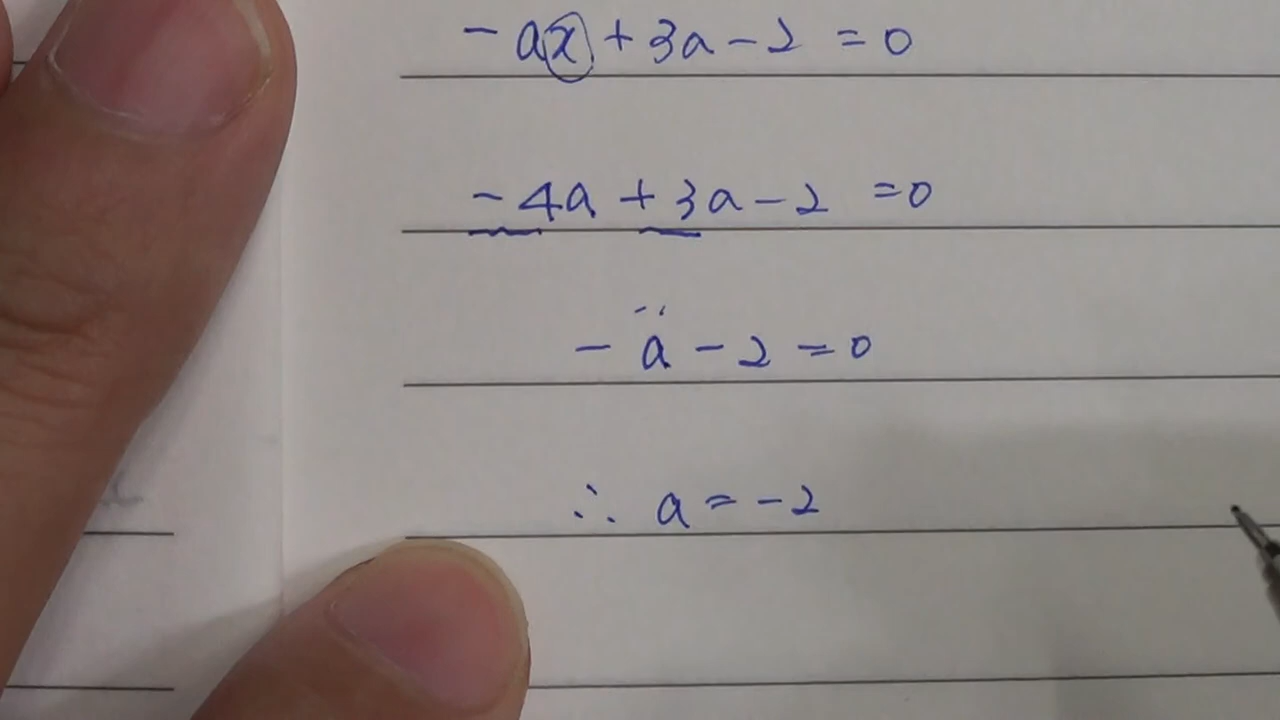 - ax + 3a - 2 = 0
- 4a + 3a - 2 = 0
- a - 2 = 0
∴ a = -2